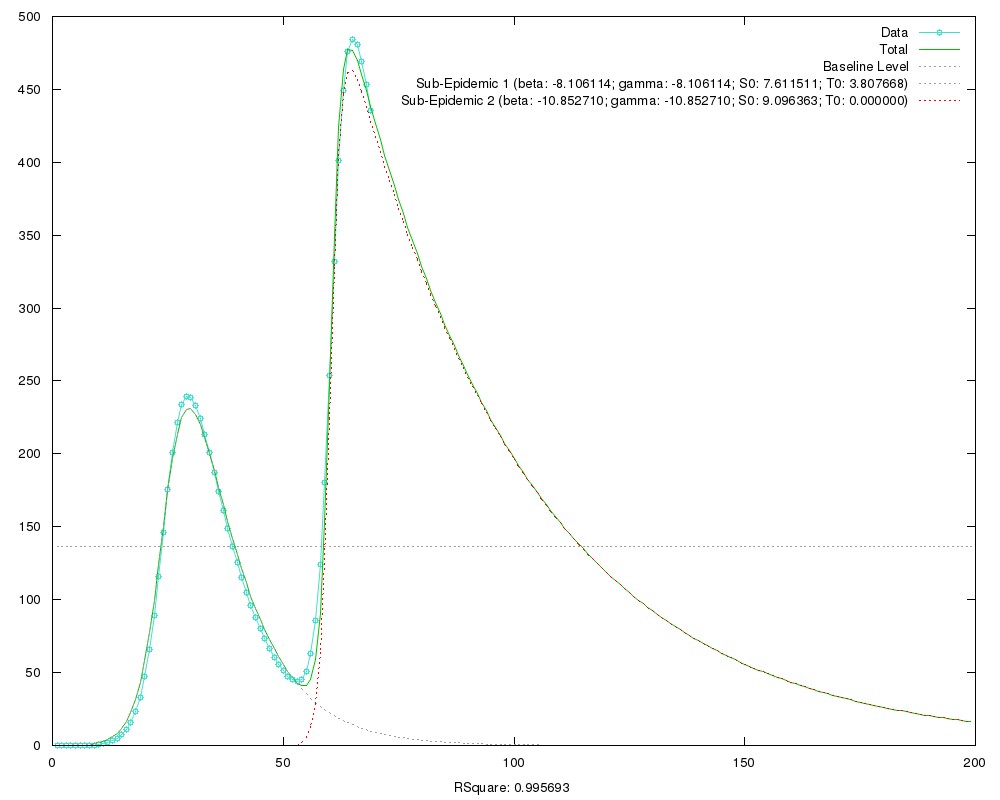 500
450
400
350
300
250
200
150
100
50
0
Data
Total
Baseline Level
Sub-Epidemic 1 (beta: -8.106114; gamma: -8.106114; S0: 7.611511; T0: 3.807668)
Sub-Epidemic 2 (beta: -10.852710; gamma: -10.852710; S0: 9.096363; T0: 0.000000)
0 50 100 150 200
RSquare: 0.995693